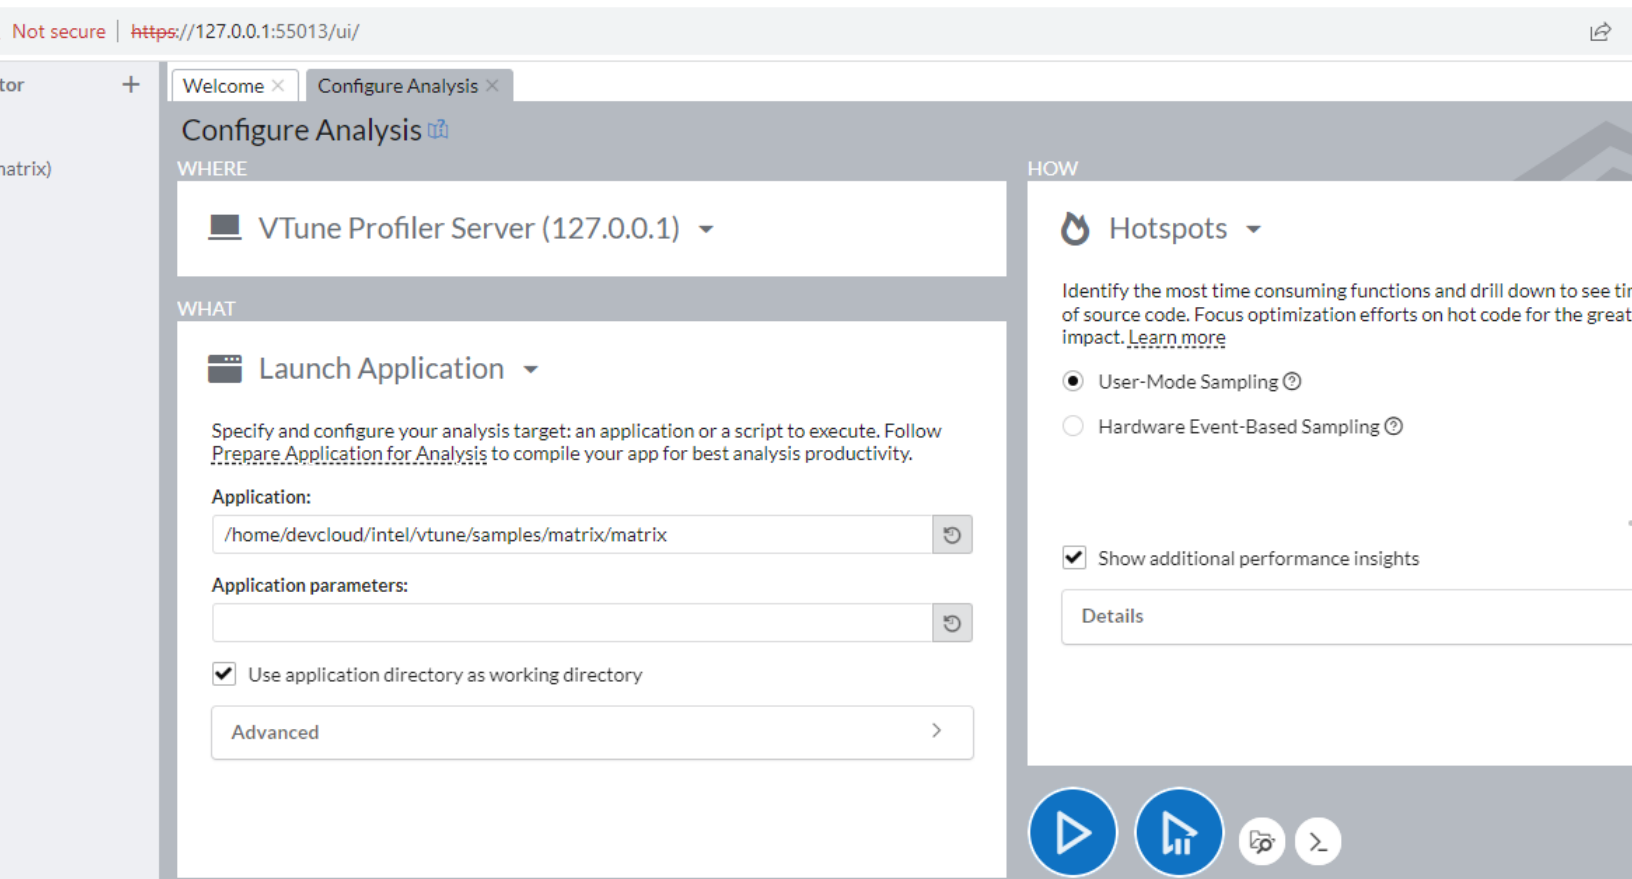 Not secure | https://127.0.0.1:55013/ui/
tor +
Welcome × Configure Analysis ×
Configure Analysis
natrix)
WHERE
VTune Profiler Server (127.0.0.1)
WHAT
Launch Application
Specify and configure your analysis target: an application or a script to execute. Follow
Prepare Application for Analysis to compile your app for best analysis productivity.
Application:
/home/devcloud/intel/vtune/samples/matrix/matrix
Application parameters:
Use application directory as working directory
Advanced
HOW
Hotspots
Identify the most time consuming functions and drill down to see
of source code. Focus optimization efforts on hot code for the great
impact. Learn more
User-Mode Sampling
Hardware Event-Based Sampling
Show additional performance insights
Details